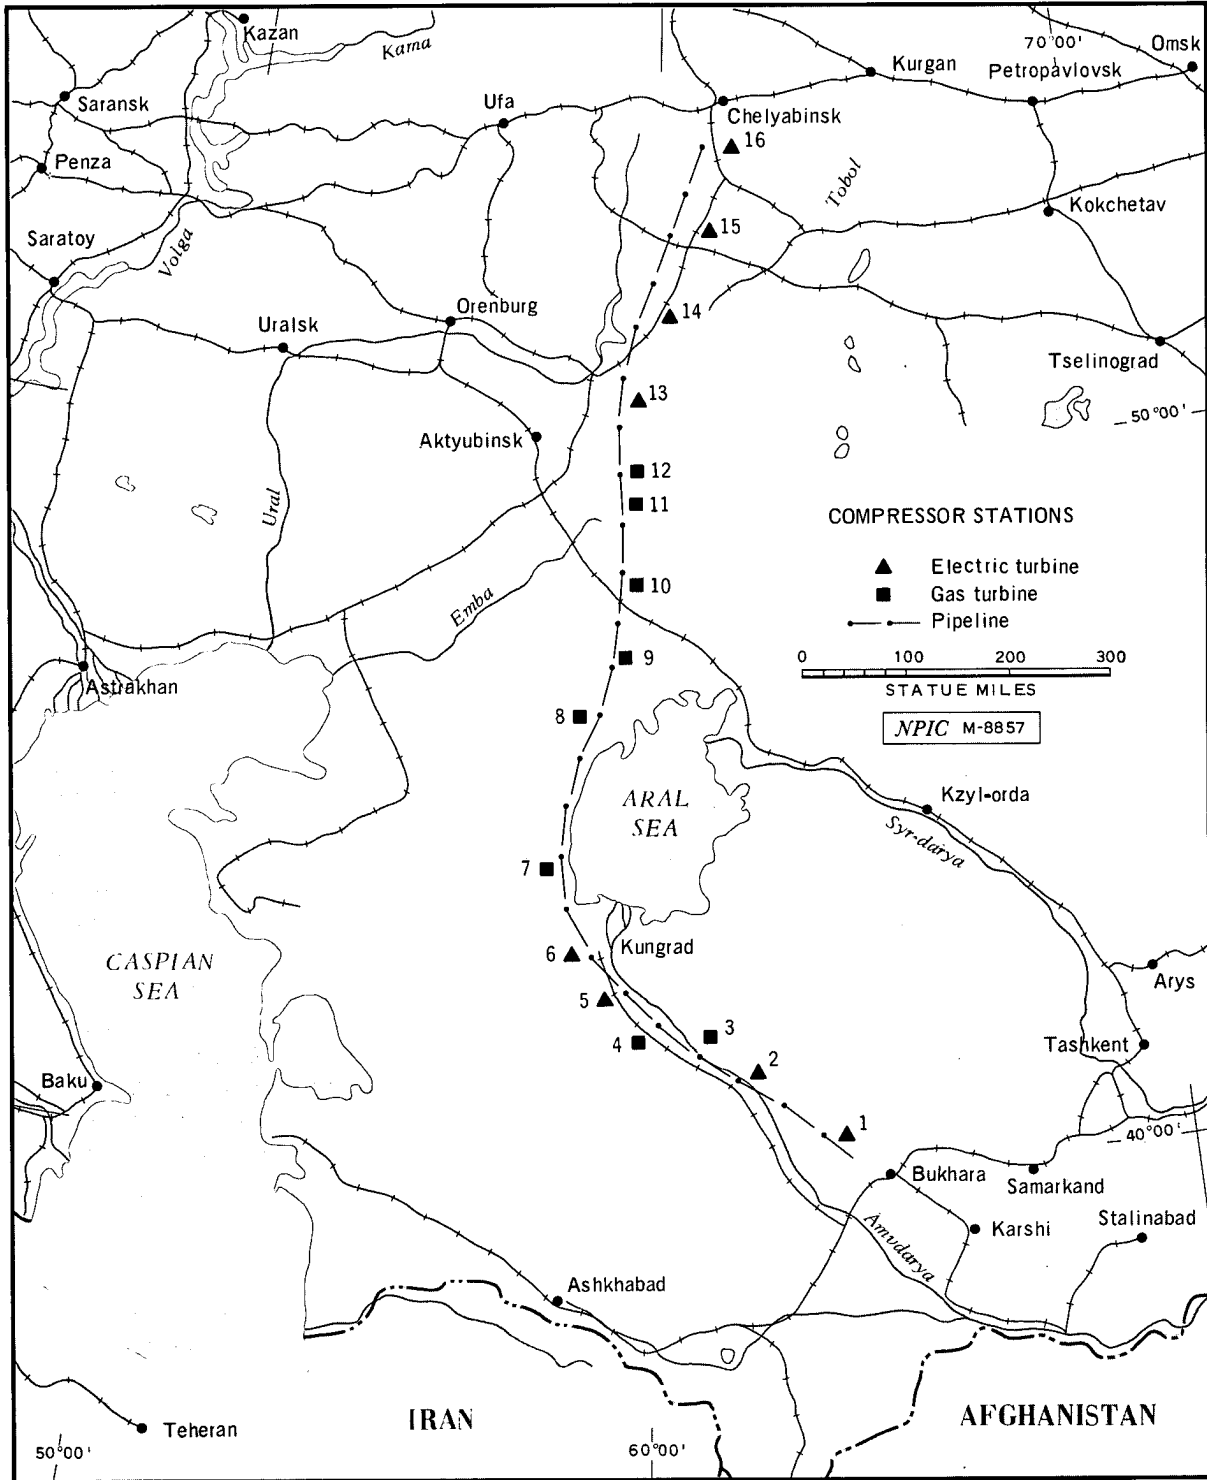 Kazan
Kama
70°00'
Omsk
Kurgan
Petropavlovsk
Saransk
Ufa
Chelyabinsk
16
Penza
Tobol
Kokchetav
15
Saratoy
Volga
Orenburg
14
Uralsk
Tselinograd
13
50°00'
Aktyubinsk
12
11
Ural
COMPRESSOR STATIONS
Electric turbine
10
Gas turbine
Emba
Pipeline
9
0 100 200 300
Astrakhan
STATUE MILES
8
NPIC M-8857
ARAL
SEA
Kzyl-orda
Syr-darya
7
Kungrad
6
CASPIAN
SEA
Arys
5
3
4
Tashkent
2
Baku
1
40°00'
Bukhara
Samarkand
Karshi
Stalinabad
Amudarya
Ashkhabad
IRAN
AFGHANISTAN
Teheran
50°00'
60°00'